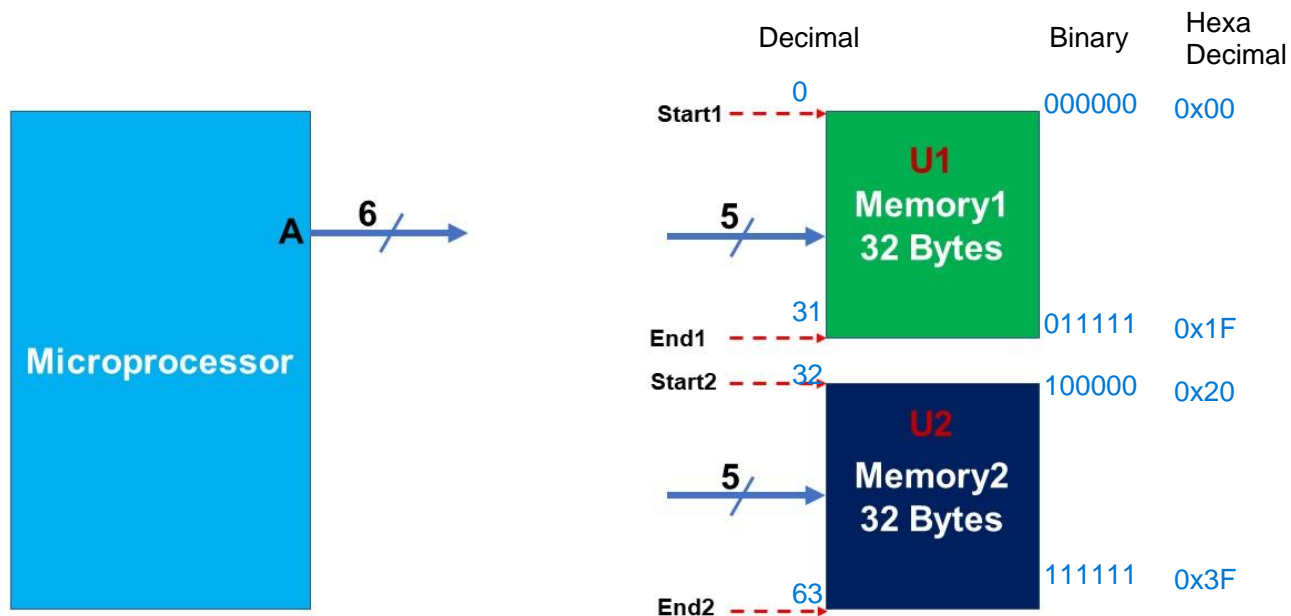 Decimal Binary Hexa
Decimal
0 000000 0x00
Start1
U1
A 6 5 Memory1
32 Bytes
31 011111 0x1F
End1
Microprocessor
Start2 32 100000 0x20
U2
5 Memory2
32 Bytes
63 111111 0x3F
End2